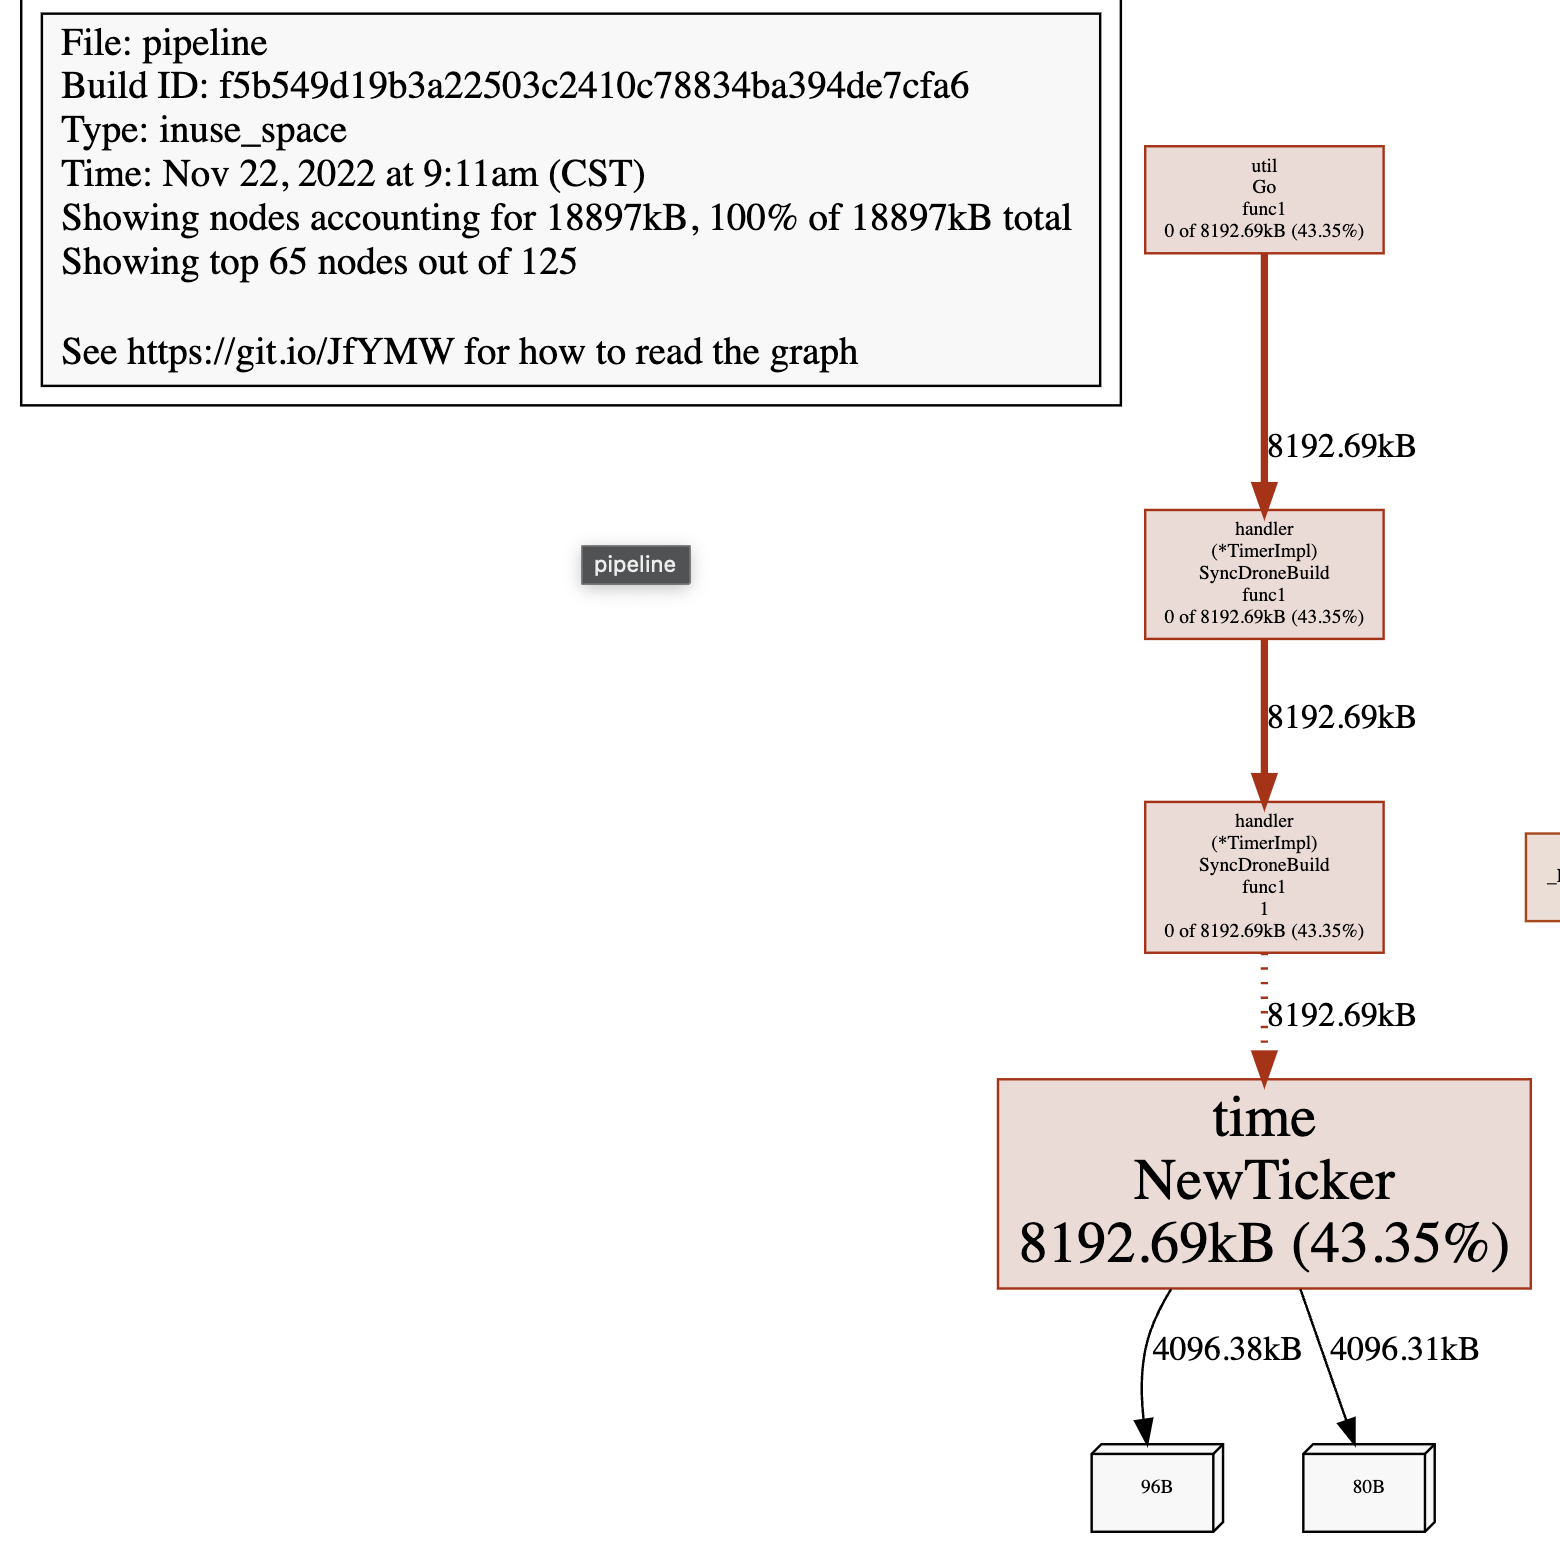 File: pipeline
Build ID: f5b549d19b3a22503c2410c78834ba394de7cfa6
Type: inuse_space
Time: Nov 22, 2022 at 9:11am (CST)
Showing nodes accounting for 18897kB, 100% of 18897kB total
Showing top 65 nodes out of 125
See https://git.io/JfYMW for how to read the graph
util
Go
func1
0 of 8192.69kB (43.35%)
8192.69kB
handler
(*TimerImpl)
SyncDroneBuild
func1
0 of 8192.69kB (43.35%)
pipeline
8192.69kB
handler
(*TimerImpl)
SyncDroneBuild
func1
1
0 of 8192.69kB (43.35%)
8192.69kB
time
NewTicker
8192.69kB (43.35%)
4096.38kB
4096.31kB
96B
80B